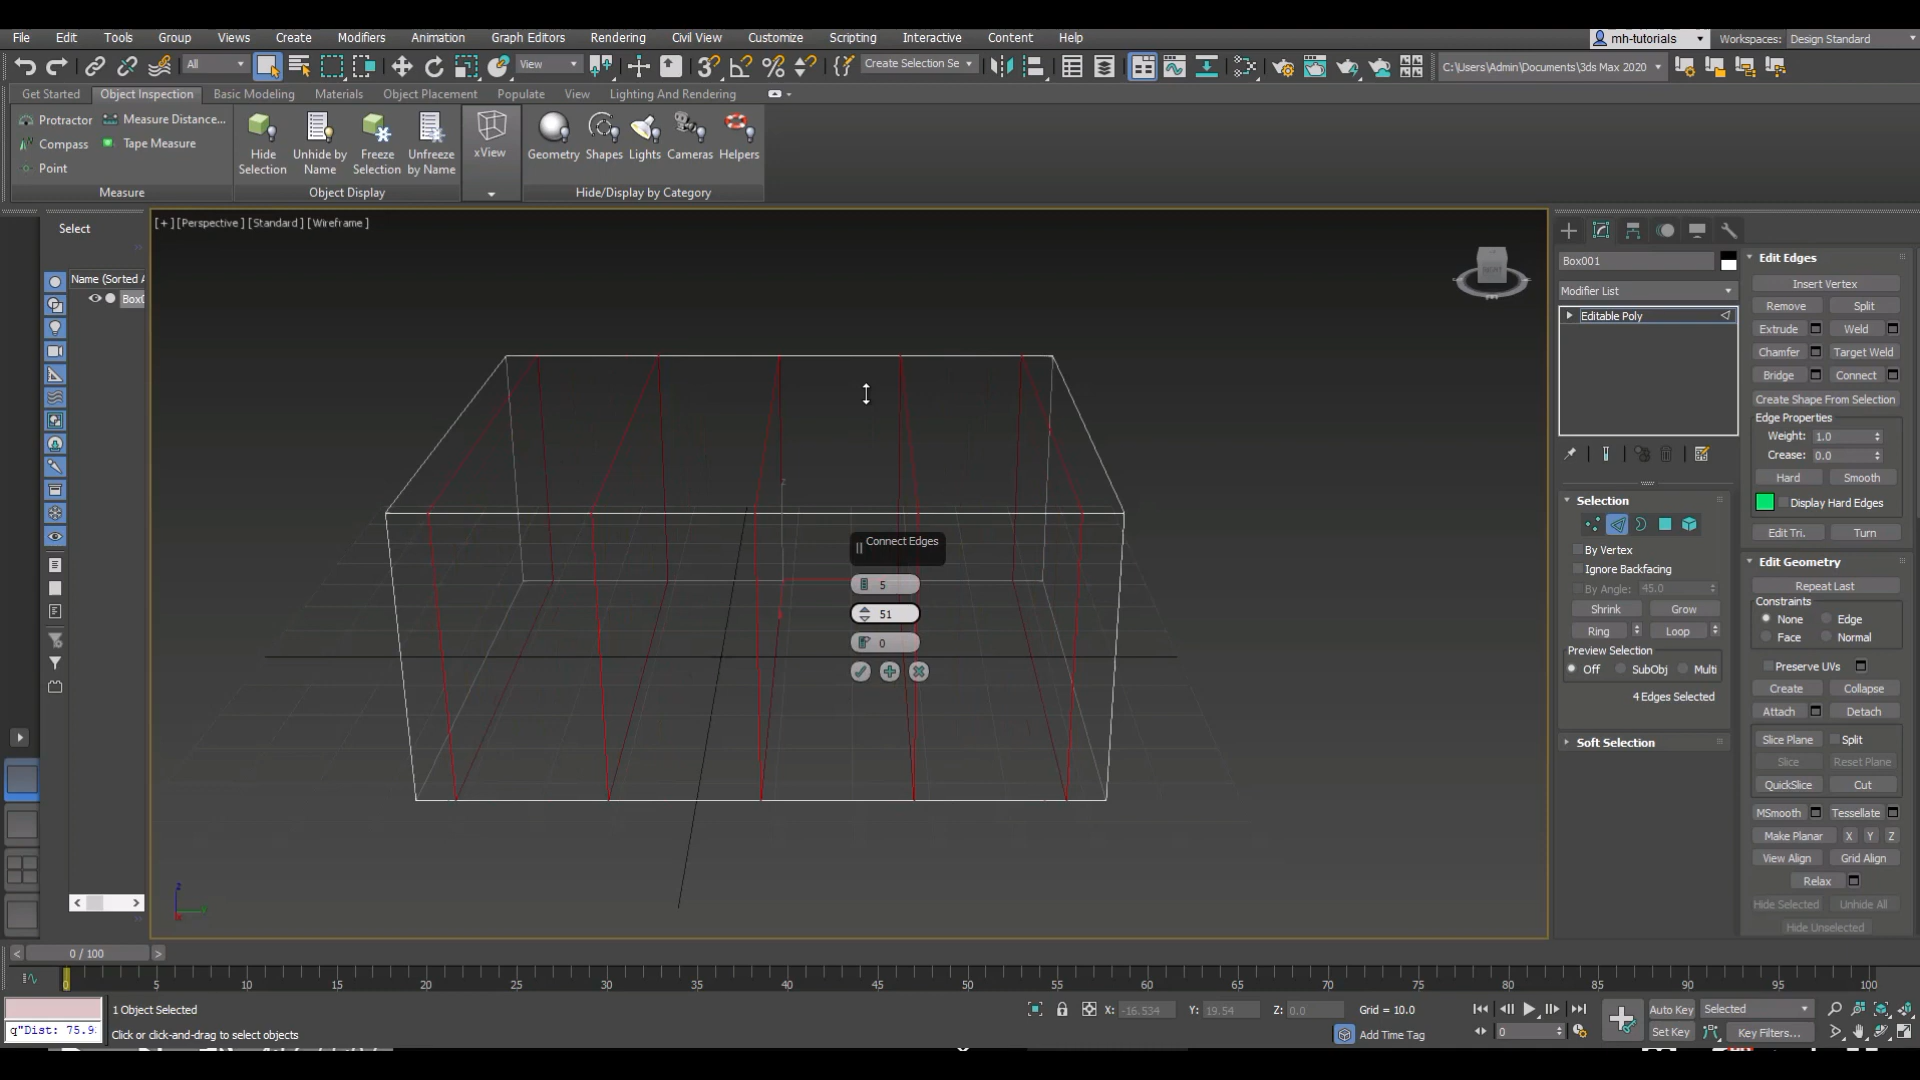 File Edit Tools Group Views Create Modifiers Animation Graph Editors Rendering Civil View Customize Scripting Interactive Content Help mh-tutorials Workspaces: Design Standard
All View Create Selection Se C:\Users\Admin\Documents\3ds Max 2020
Get Started Object Inspection Basic Modeling Materials Object Placement Populate View Lighting And Rendering
Protractor Measure Distance...
Compass Tape Measure
Point
Hide Selection Unhide by Name Freeze Selection Unfreeze by Name xView Geometry Shapes Lights Cameras Helpers
Measure Object Display Hide/Display by Category
[ + ] [Perspective ] [Standard ] [Wireframe ]
Select
Name (Sorted A
Box0
Connect Edges
5
51
0
Box001
Modifier List
Editable Poly
Selection
By Vertex
Ignore Backfacing
By Angle: 45.0
Shrink Grow
Ring Loop
Preview Selection
Off SubObj Multi
4 Edges Selected
Soft Selection
Edit Edges
Insert Vertex
Remove Split
Extrude Weld
Chamfer Target Weld
Bridge Connect
Create Shape From Selection
Edge Properties
Weight: 1.0
Crease: 0.0
Hard Smooth
Display Hard Edges
Edit Tri. Turn
Edit Geometry
Repeat Last
Constraints
None Edge
Face Normal
Preserve UVs
Create Collapse
Attach Detach
Slice Plane Split
Slice Reset Plane
QuickSlice Cut
MSmooth Tessellate
Make Planar X Y Z
View Align Grid Align
Relax
Hide Selected Unhide All
Hide Unselected
< 0 / 100 >
0 5 10 15 20 25 30 35 40 45 50 55 60 65 70 75 80 85 90 95 100
1 Object Selected X: -16.534 Y: 19.54 Z: 0.0 Grid = 10.0 Auto Key Selected
q"Dist: 75.9 Click or click-and-drag to select objects Add Time Tag 0 Set Key Key Filters...